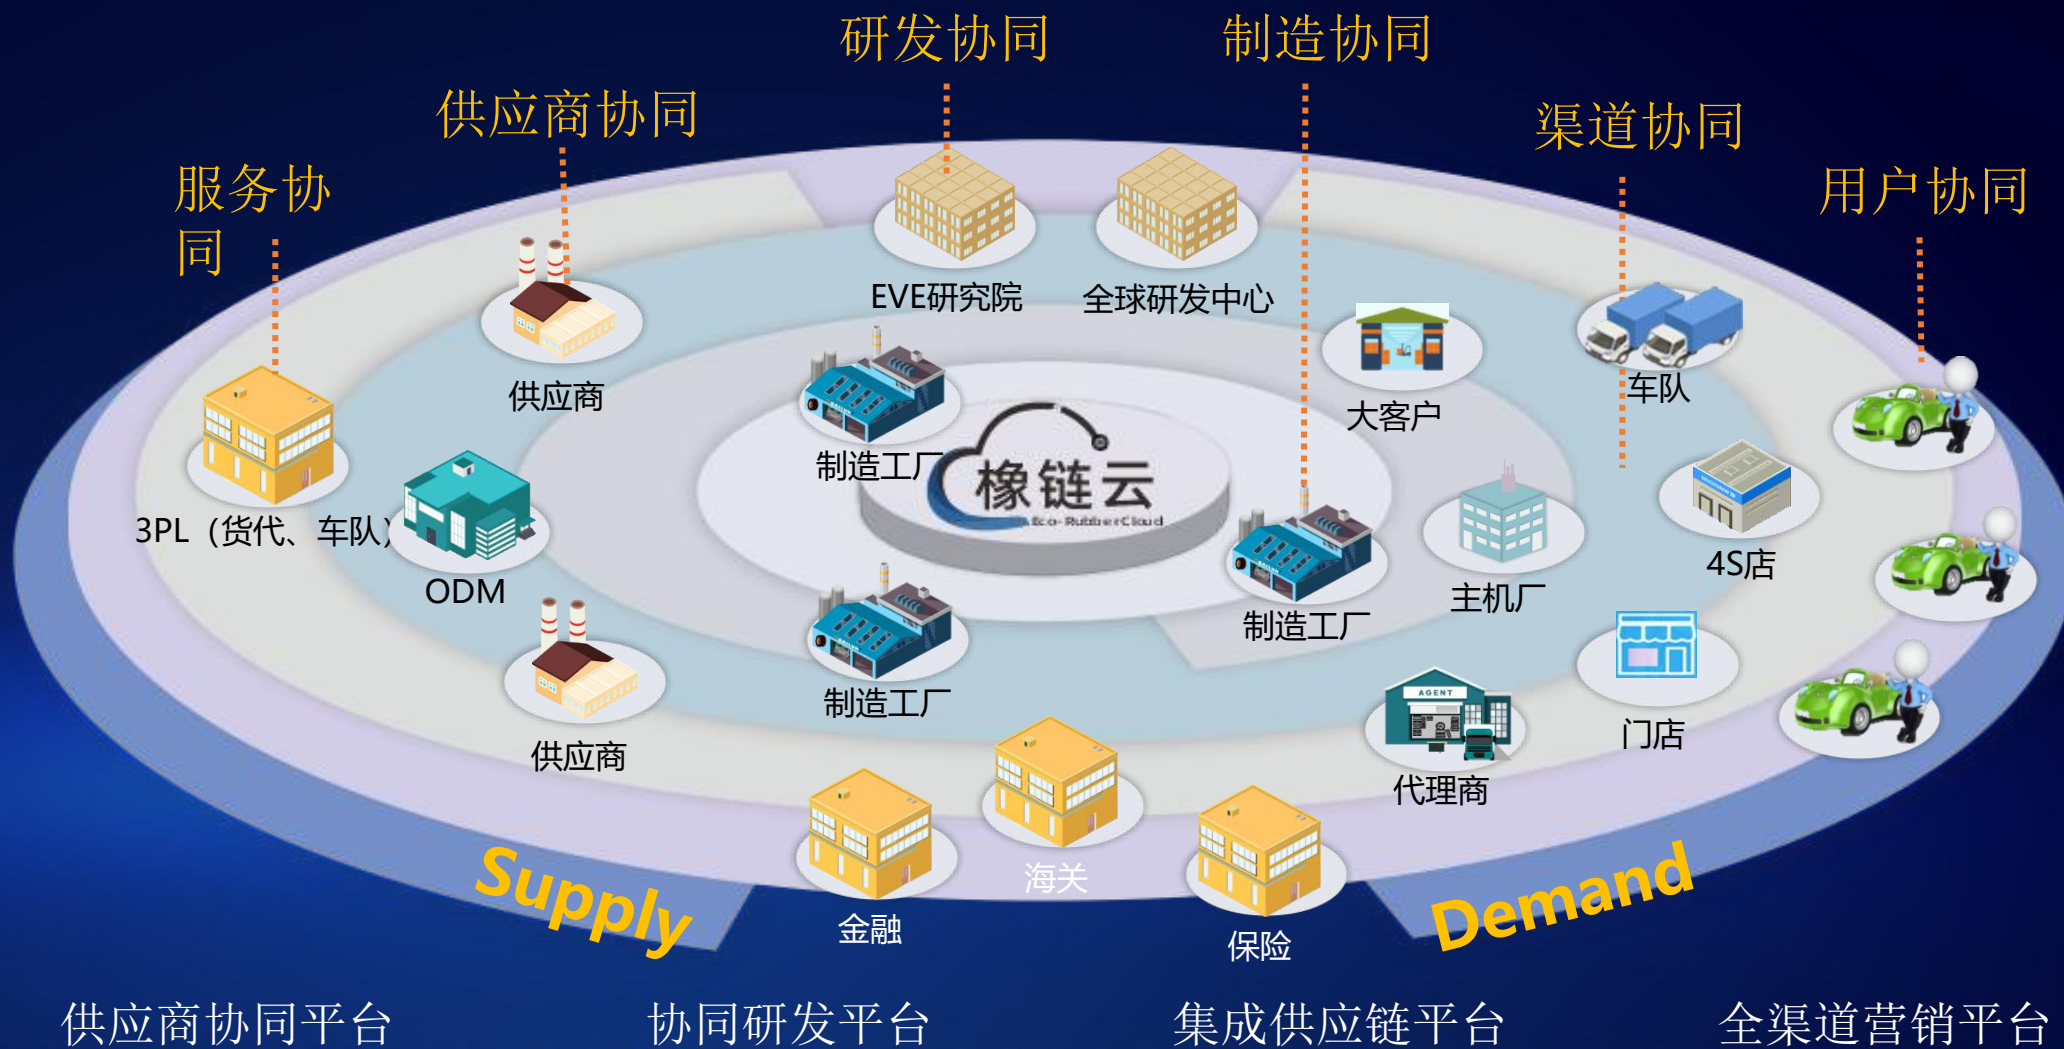 研发协同
制造协同
供应商协同
渠道协同
服务协
同
用户协同
EVE研究院
全球研发中心
供应商
车队
大客户
制造工厂
橡链云
Eco-RubberCloud
3PL（货代、车队）
ODM
4S店
主机厂
制造工厂
制造工厂
AGENT
门店
供应商
代理商
海关
金融
保险
Supply
Demand
供应商协同平台
协同研发平台
集成供应链平台
全渠道营销平台